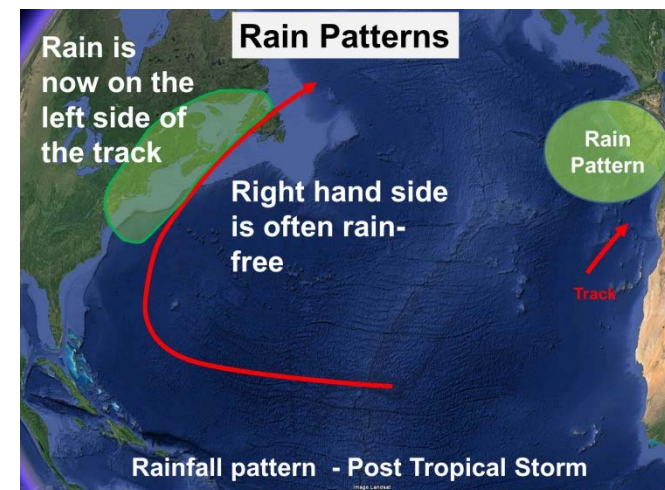 Rain Patterns
Rain is
now on the
left side of
the track
Right hand side
is often rain-
free
Rain
Pattern
Track
Rainfall pattern - Post Tropical Storm
Image Landsat